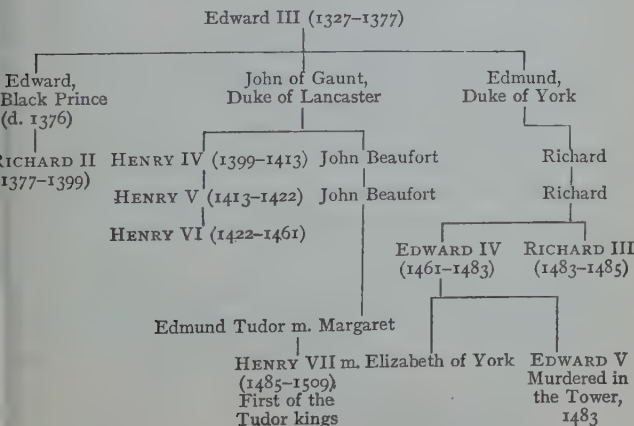 Edward III (1327–1377)
Edward, John of Gaunt, Edmund,
Black Prince Duke of Lancaster Duke of York
(d. 1376)
RICHARD II HENRY IV (1399–1413) John Beaufort Richard
1377–1399) HENRY V (1413–1422) John Beaufort Richard
HENRY VI (1422–1461)
EDWARD IV RICHARD III
(1461–1483) (1483–1485)
Edmund Tudor m. Margaret
HENRY VII m. Elizabeth of York EDWARD V
(1485–1509) Murdered in
First of the the Tower,
Tudor kings 1483